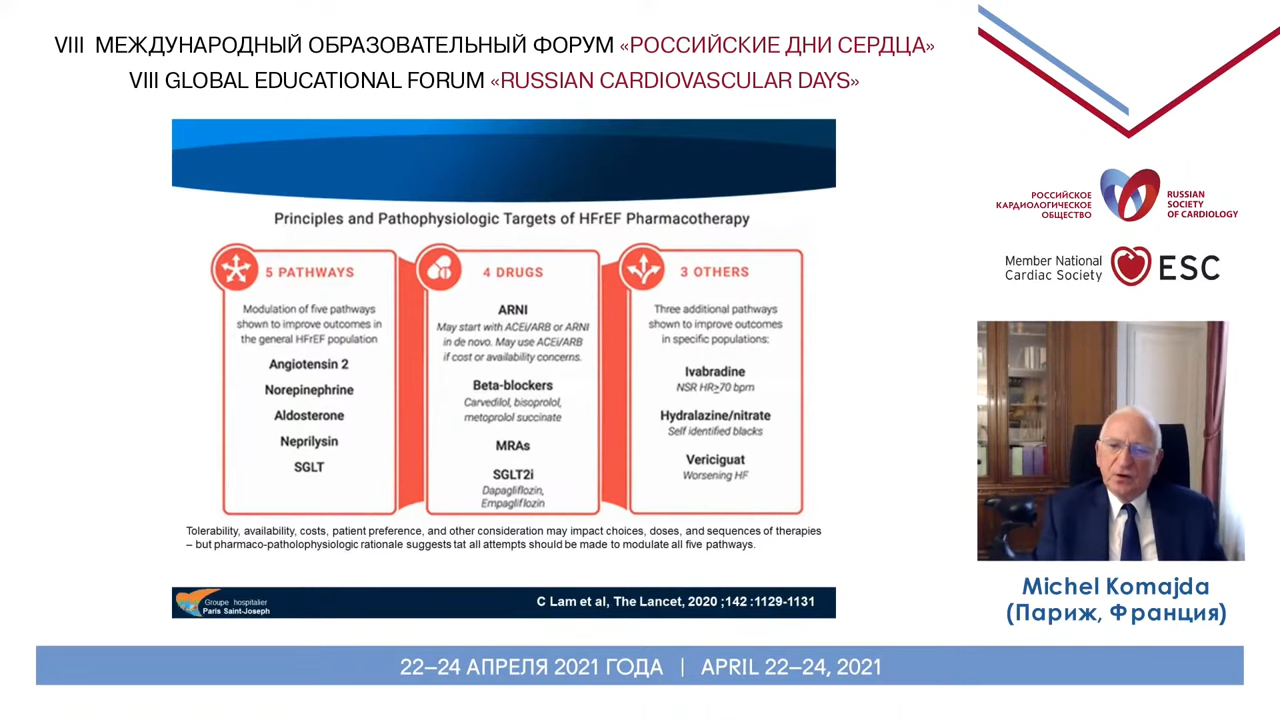 VIII МЕЖДУНАРОДНЫЙ ОБРАЗОВАТЕЛЬНЫЙ ФОРУМ «РОССИЙСКИЕ ДНИ СЕРДЦА»
VIII GLOBAL EDUCATIONAL FORUM «RUSSIAN CARDIOVASCULAR DAYS»
Principles and Pathophysiologic Targets of HFrEF Pharmacotherapy
5 PATHWAYS
Modulation of five pathways
shown to improve outcomes in
the general HFrEF population
Angiotensin 2
Norepinephrine
Aldosterone
Neprilysin
SGLT
4 DRUGS
ARNI
May start with ACEi/ARB or ARNI
in de novo. May use ACEi/ARB
if cost or availability concerns.
Beta-blockers
Carvedilol, bisoprolol,
metoprolol succinate
MRAs
SGLT2i
Dapagliflozin,
Empagliflozin
3 OTHERS
Three additional pathways
shown to improve outcomes
in specific populations:
Ivabradine
NSR HR≥70 bpm
Hydralazine/nitrate
Self identified blacks
Vericiguat
Worsening HF
Tolerability, availability, costs, patient preference, and other consideration may impact choices, doses, and sequences of therapies
– but pharmaco-patholophysiologic rationale suggests tat all attempts should be made to modulate all five pathways.
Groupe hospitalier
Paris Saint-Joseph
C Lam et al, The Lancet, 2020 ;142 :1129-1131
РОССИЙСКОЕ
КАРДИОЛОГИЧЕСКОЕ
ОБЩЕСТВО
RUSSIAN
SOCIETY
OF CARDIOLOGY
Member National
Cardiac Society
ESC
Michel Komajda
(Париж, Франция)
22–24 АПРЕЛЯ 2021 ГОДА | APRIL 22–24, 2021